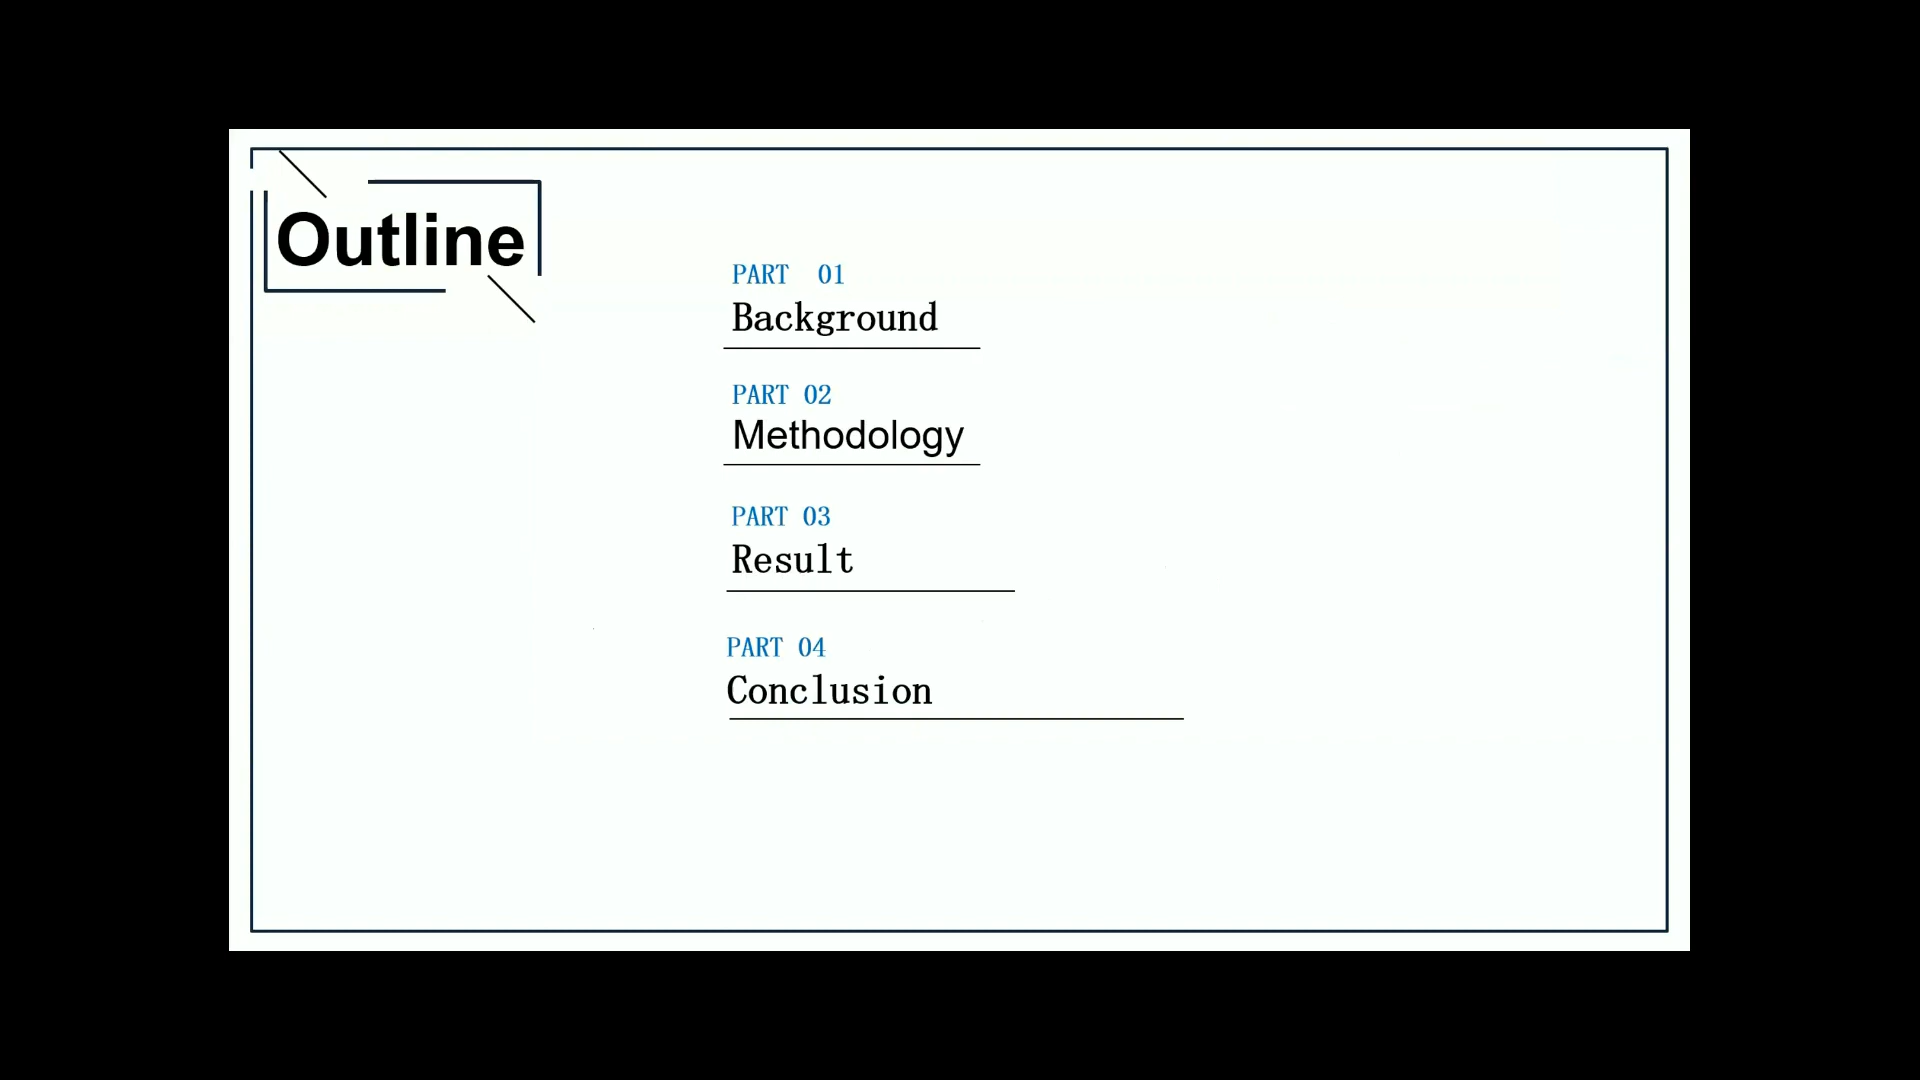 Outline
PART 01
Background
PART 02
Methodology
PART 03
Result
PART 04
Conclusion